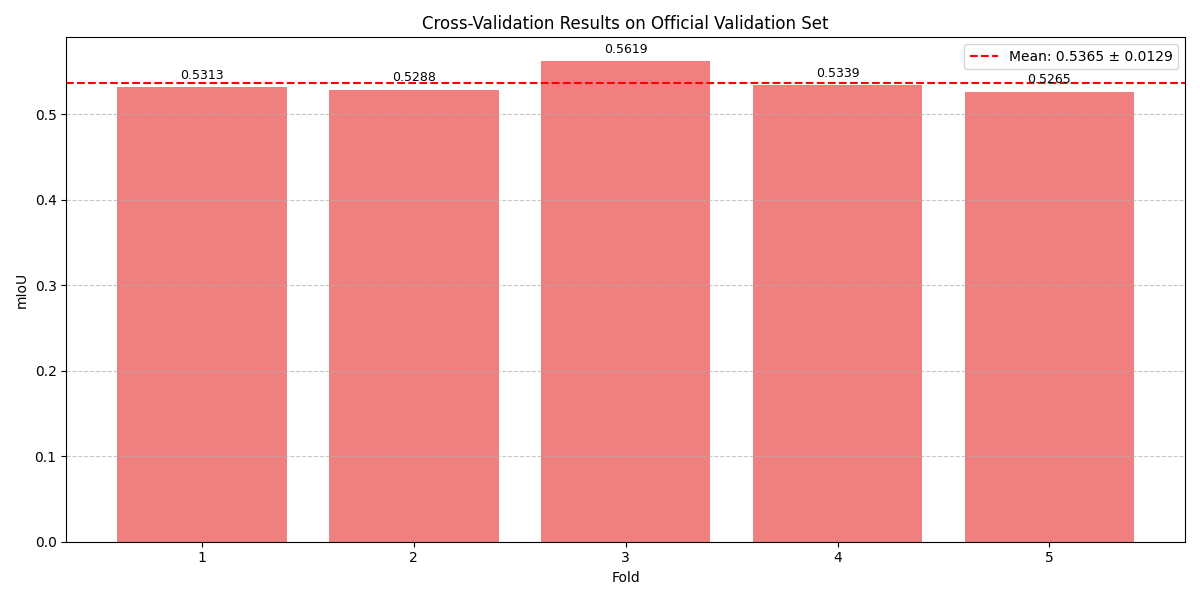 Cross-Validation Results on Official Validation Set
Mean: 0.5365 ± 0.0129
0.5313
0.5288
0.5619
0.5339
0.5265
mIoU
0.5
0.4
0.3
0.2
0.1
0.0
1 2 3 4 5
Fold